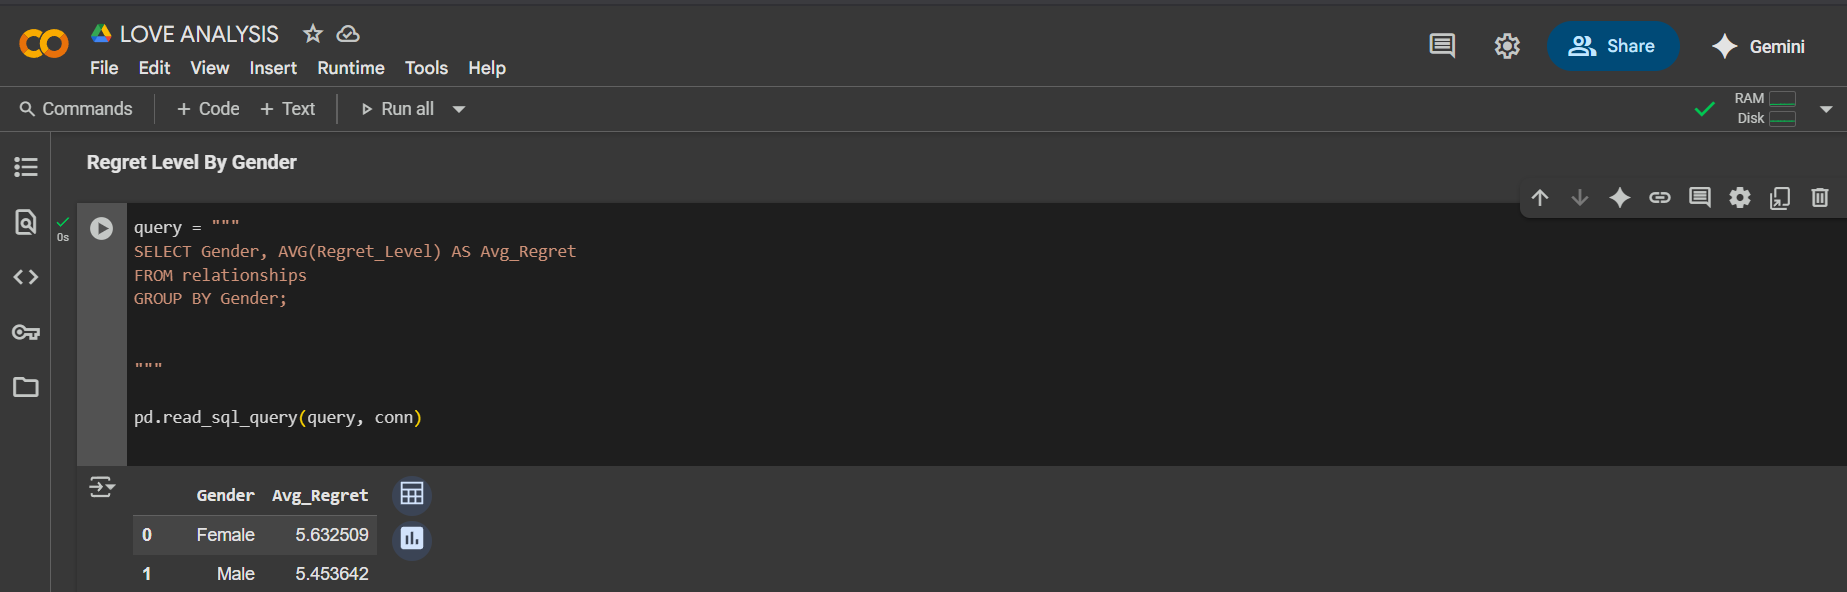 LOVE ANALYSIS
File Edit View Insert Runtime Tools Help
Share
Gemini
Commands + Code + Text Run all
RAM
Disk
Regret Level By Gender
0s
query = """
SELECT Gender, AVG(Regret_Level) AS Avg_Regret
FROM relationships
GROUP BY Gender;
"""
pd.read_sql_query(query, conn)
Gender Avg_Regret
0 Female 5.632509
1 Male 5.453642